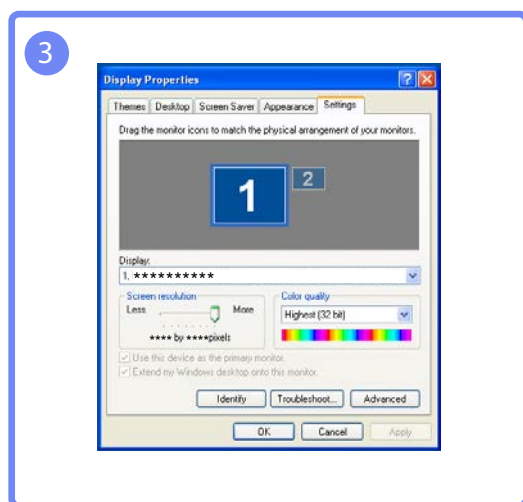 3
Display Properties
Themes Desktop Screen Saver Appearance Settings
Drag the monitor icons to match the physical arrangement of your monitors.
1 2
Display:
1. **********
Screen resolution
Less More
**** by ****pixels
Color quality
Highest (32 bit)
Use this device as the primary monitor.
Extend my Windows desktop onto this monitor.
Identify Troubleshoot... Advanced
OK Cancel Apply